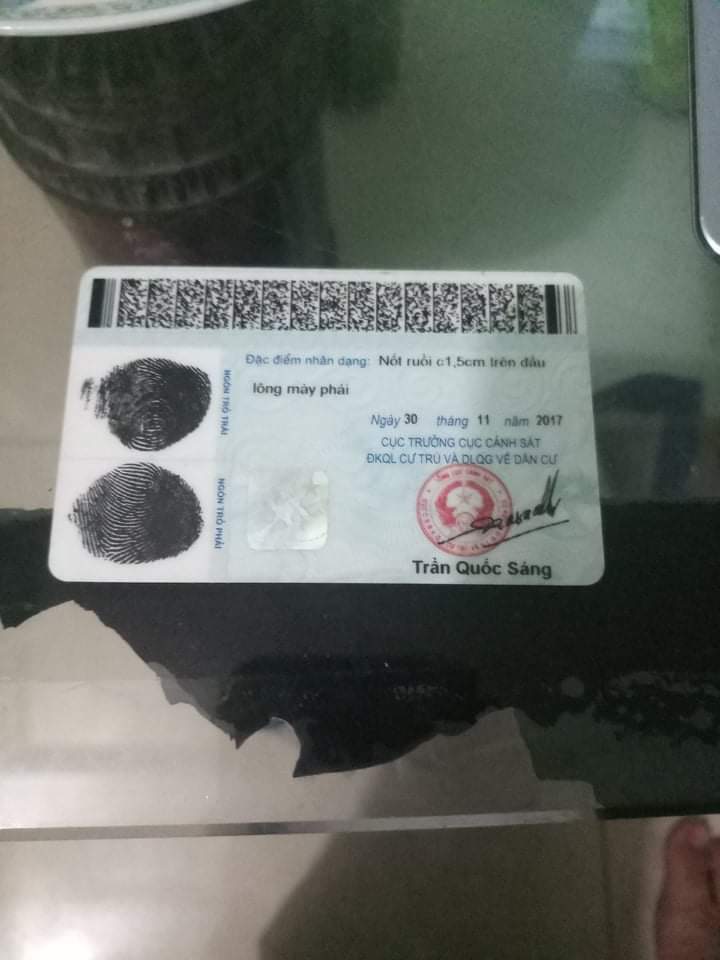 Đặc điểm nhân dạng: Nốt ruồi c1,5cm trên đầu
lông mày phải
Ngày 30 tháng 11 năm 2017
CỤC TRƯỞNG CỤC CẢNH SÁT
ĐKQL CƯ TRÚ VÀ DLQG VỀ DÂN CƯ
Trần Quốc Sáng
NGÓN TRỎ TRÁI
NGÓN TRỎ PHẢI